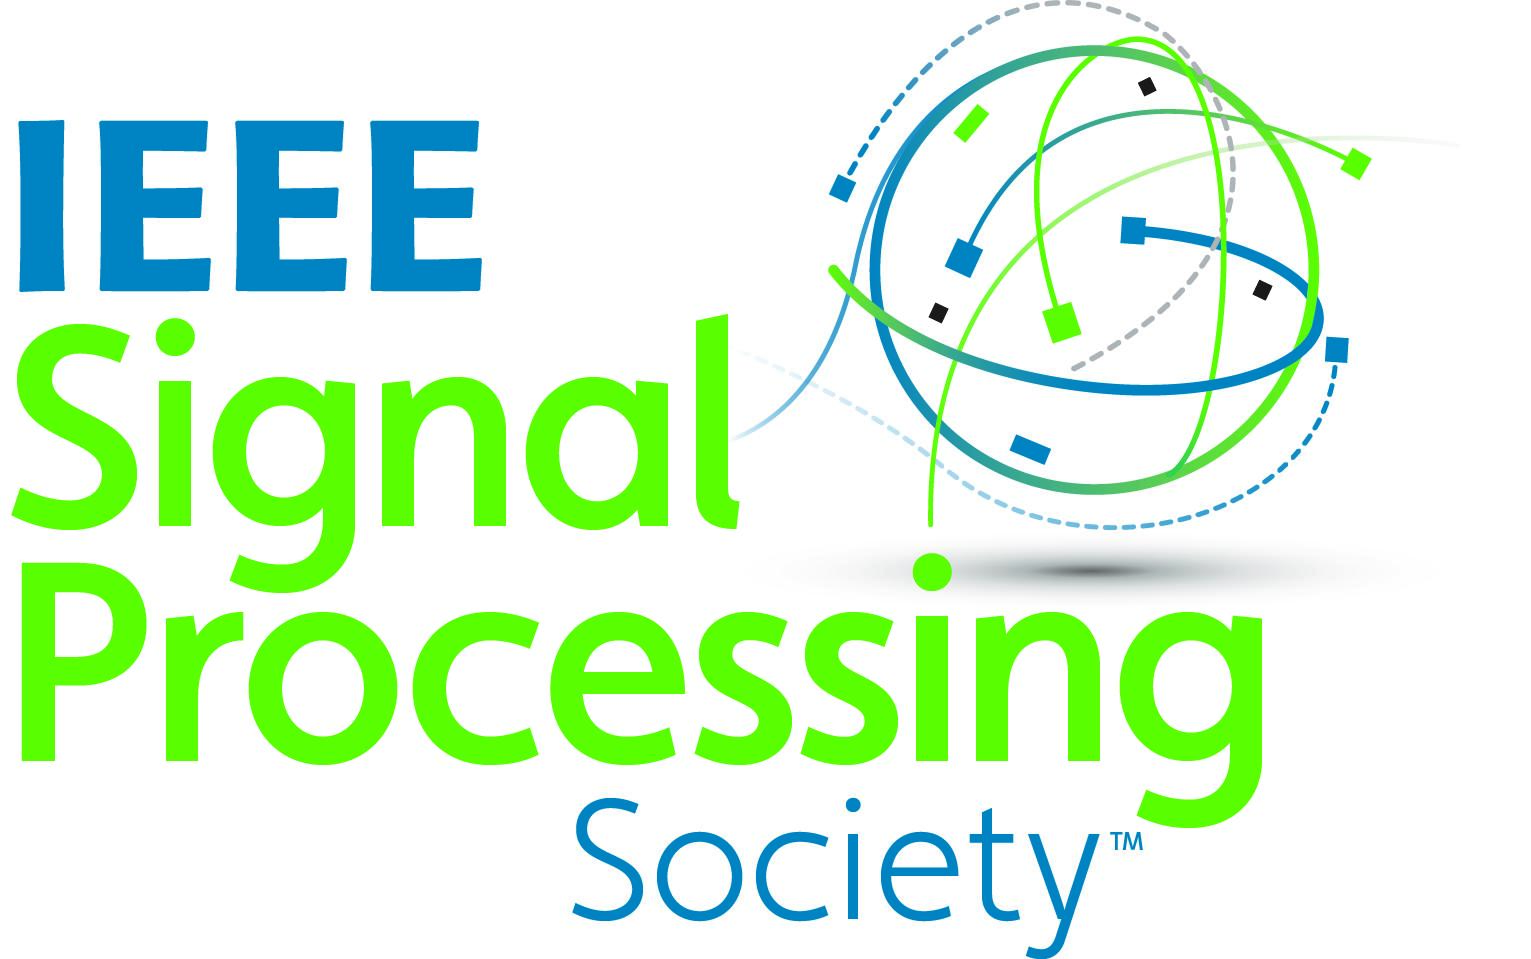 IEEE
Signal
Processing
Society™